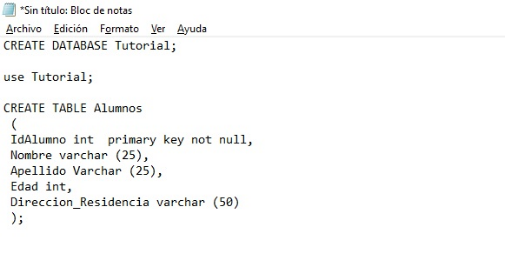 *Sin título: Bloc de notas
Archivo Edición Formato Ver Ayuda
CREATE DATABASE Tutorial;
use Tutorial;
CREATE TABLE Alumnos
(
IdAlumno int  primary key not null,
Nombre varchar (25),
Apellido Varchar (25),
Edad int,
Direccion_Residencia varchar (50)
);